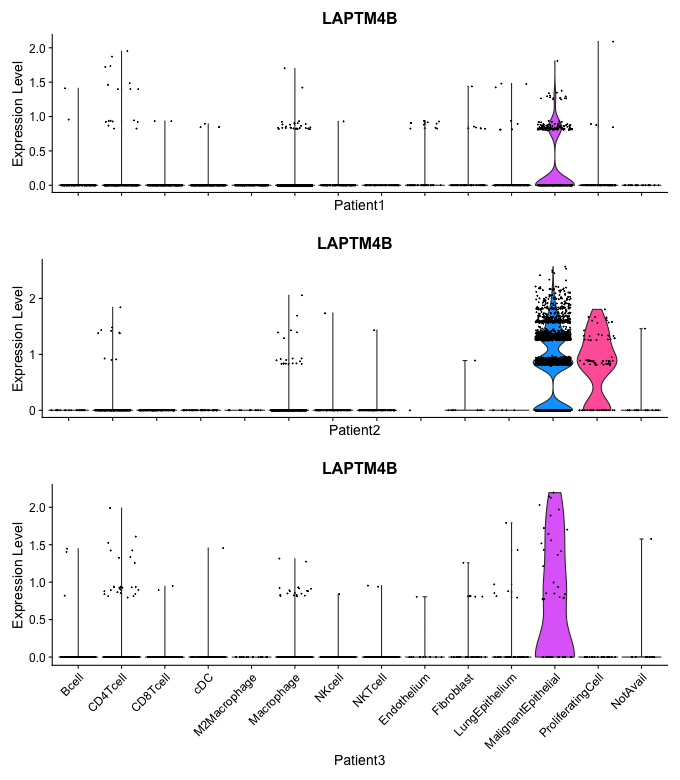 LAPTM4B
Expression Level
2.0
1.5
1.0
0.5
0.0
Patient1
LAPTM4B
Expression Level
2
1
0
Patient2
LAPTM4B
Expression Level
2.0
1.5
1.0
0.5
0.0
Bcell
CD4Tcell
CD8Tcell
cDC
M2Macrophage
Macrophage
NKcell
NKTcell
Endothelium
Fibroblast
LungEpithelium
MalignantEpithelial
ProliferatingCell
NotAvail
Patient3